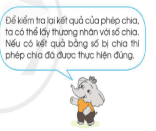 Để kiểm tra lại kết quả của phép chia,
ta có thể lấy thương nhân với số chia.
Nếu có kết quả bằng số bị chia thì
phép chia đã được thực hiện đúng.